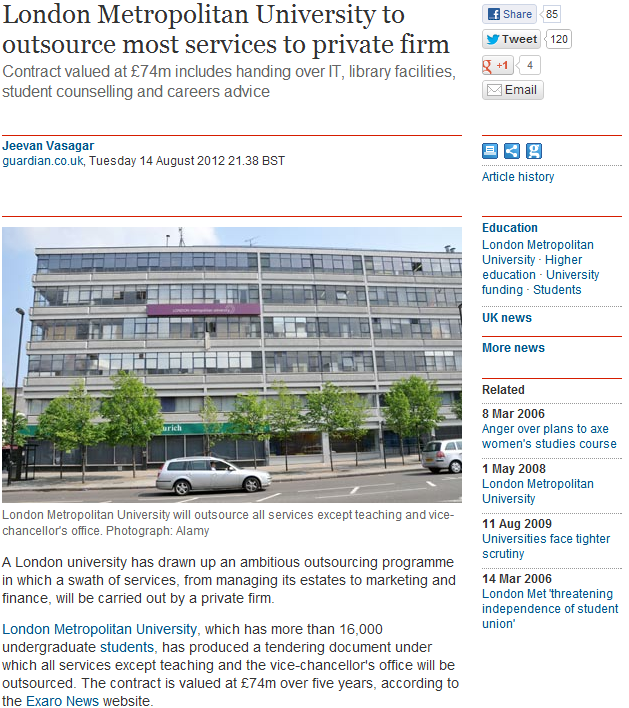 London Metropolitan University to
outsource most services to private firm
Contract valued at £74m includes handing over IT, library facilities,
student counselling and careers advice
Share 85
Tweet 120
+1 4
Email
Jeevan Vasagar
guardian.co.uk, Tuesday 14 August 2012 21.38 BST
Article history
LONDON METROPOLITAN UNIVERSITY
London Metropolitan University will outsource all services except teaching and vice-
chancellor's office. Photograph: Alamy
A London university has drawn up an ambitious outsourcing programme
in which a swath of services, from managing its estates to marketing and
finance, will be carried out by a private firm.
London Metropolitan University, which has more than 16,000
undergraduate students, has produced a tendering document under
which all services except teaching and the vice-chancellor's office will be
outsourced. The contract is valued at £74m over five years, according to
the Exaro News website.
Education
London Metropolitan
University · Higher
education · University
funding · Students
UK news
More news
Related
8 Mar 2006
Anger over plans to axe
women's studies course
1 May 2008
London Metropolitan
University
11 Aug 2009
Universities face tighter
scrutiny
14 Mar 2006
London Met 'threatening
independence of student
union'